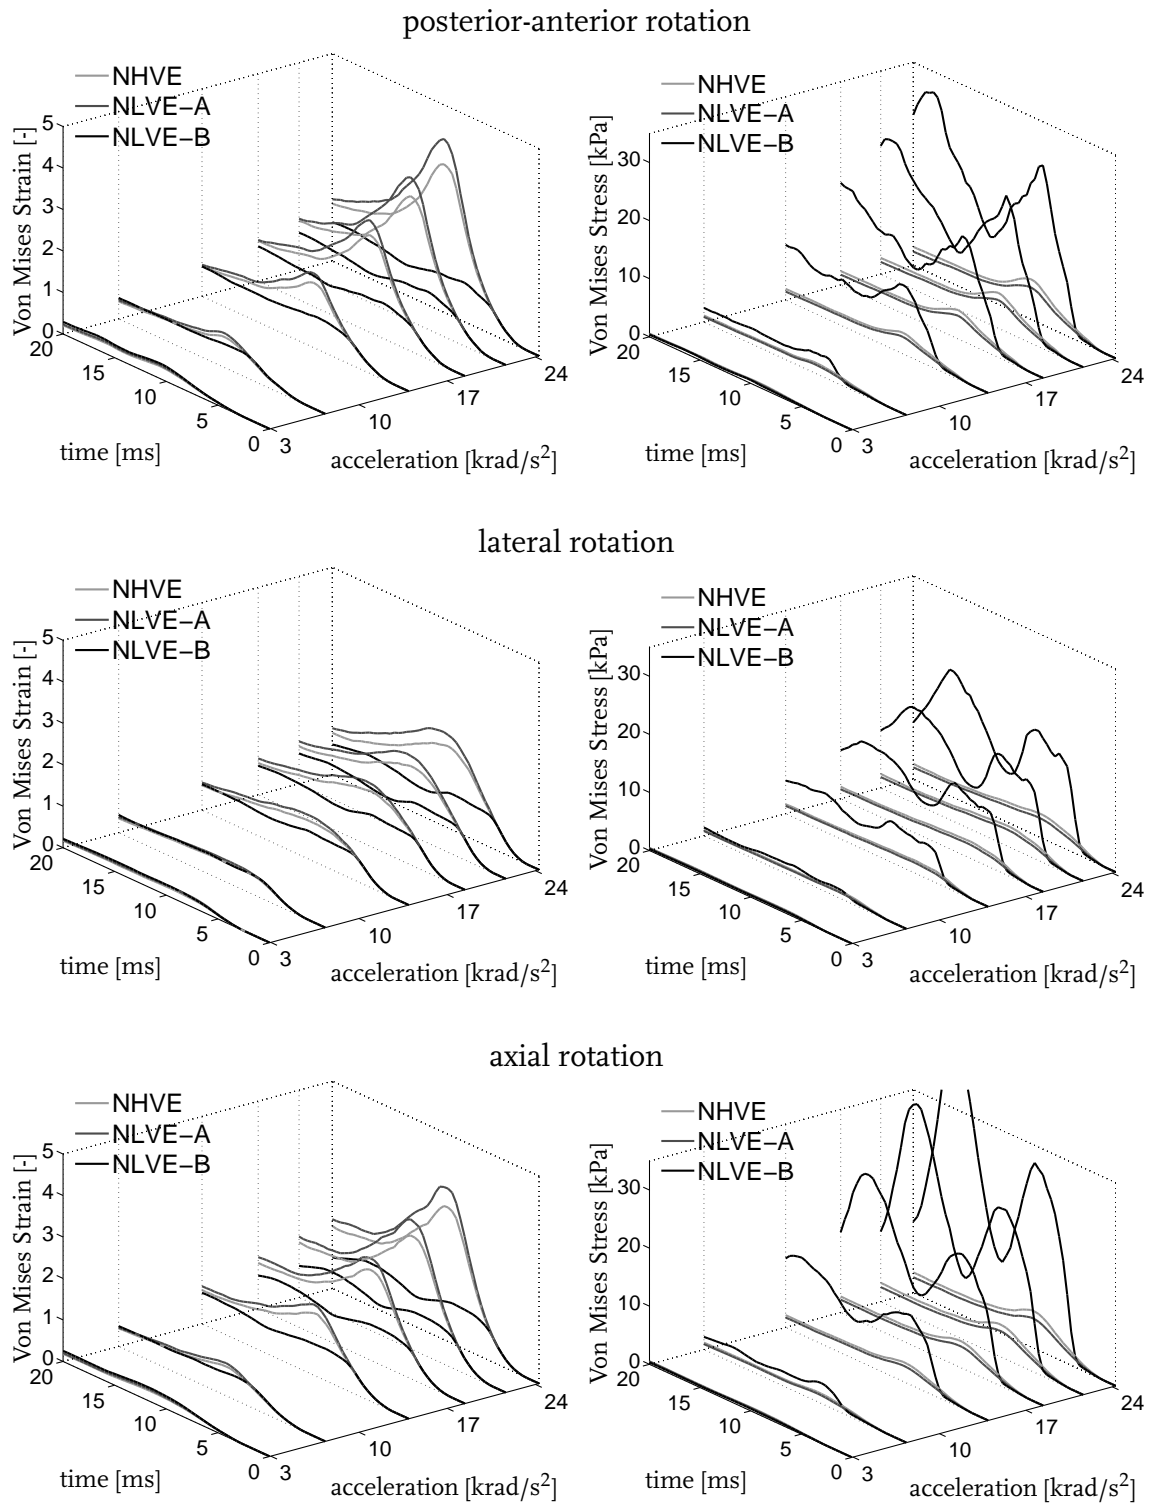 posterior-anterior rotation
NHVE
NLVE-A
NLVE-B
Von Mises Strain [-]
5
4
3
2
1
0
20
15
10
5
0
time [ms]
3
10
17
24
acceleration [krad/s²]
NHVE
NLVE-A
NLVE-B
Von Mises Stress [kPa]
30
20
10
0
20
15
10
5
0
time [ms]
3
10
17
24
acceleration [krad/s²]
lateral rotation
NHVE
NLVE-A
NLVE-B
Von Mises Strain [-]
5
4
3
2
1
0
20
15
10
5
0
time [ms]
3
10
17
24
acceleration [krad/s²]
NHVE
NLVE-A
NLVE-B
Von Mises Stress [kPa]
30
20
10
0
20
15
10
5
0
time [ms]
3
10
17
24
acceleration [krad/s²]
axial rotation
NHVE
NLVE-A
NLVE-B
Von Mises Strain [-]
5
4
3
2
1
0
20
15
10
5
0
time [ms]
3
10
17
24
acceleration [krad/s²]
NHVE
NLVE-A
NLVE-B
Von Mises Stress [kPa]
30
20
10
0
20
15
10
5
0
time [ms]
3
10
17
24
acceleration [krad/s²]